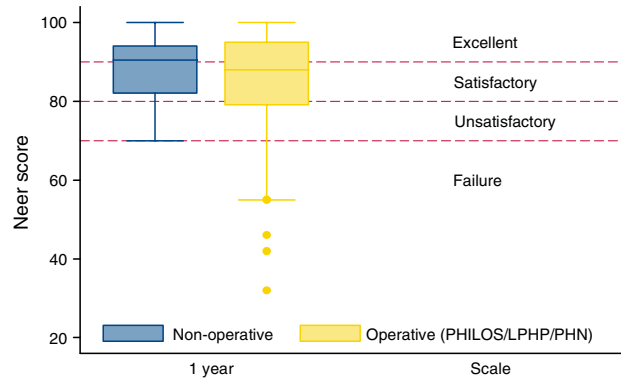 Neer score
100
80
60
40
20
Excellent
Satisfactory
Unsatisfactory
Failure
Non-operative
Operative (PHILOS/LPHP/PHN)
1 year
Scale